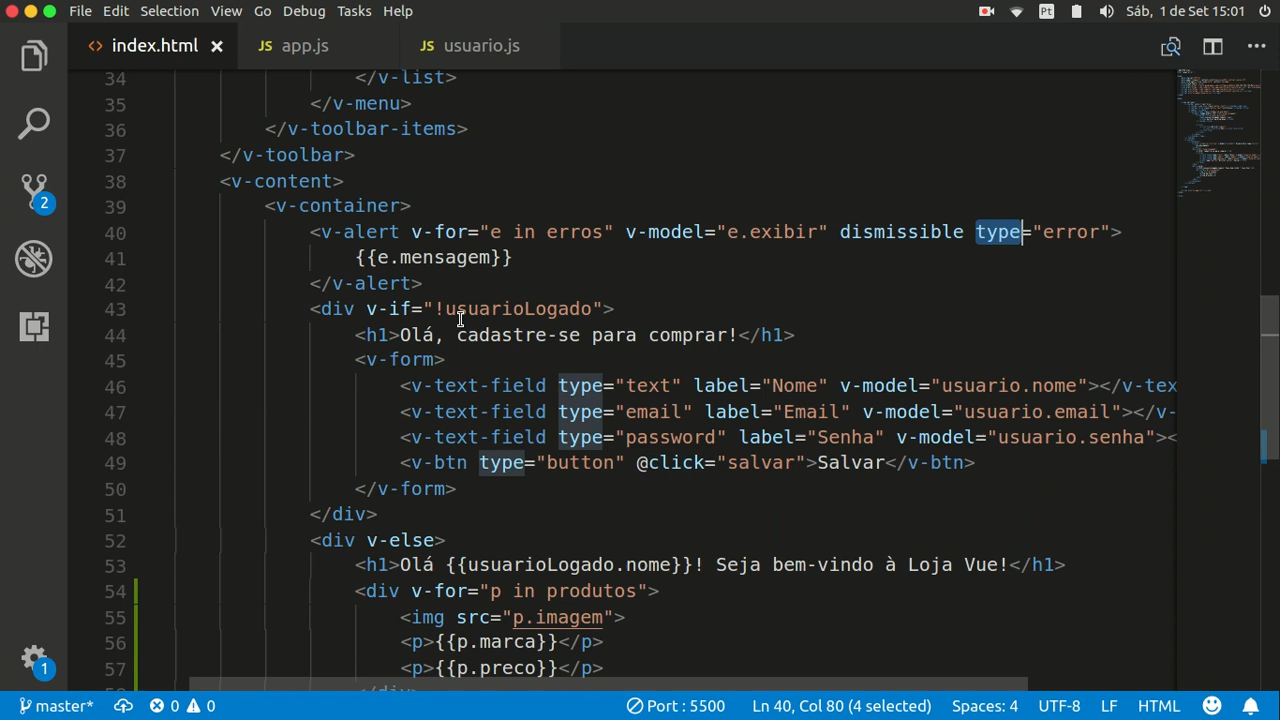 File Edit Selection View Go Debug Tasks Help
Pt Sáb, 1 de Set 15:01
<> index.html × JS app.js JS usuario.js
34 </v-list>
35 </v-menu>
36 </v-toolbar-items>
37 </v-toolbar>
38 <v-content>
39 <v-container>
40 <v-alert v-for="e in erros" v-model="e.exibir" dismissible type="error">
41 {{e.mensagem}}
42 </v-alert>
43 <div v-if="!usuarioLogado">
44 <h1>Olá, cadastre-se para comprar!</h1>
45 <v-form>
46 <v-text-field type="text" label="Nome" v-model="usuario.nome"></v-tex
47 <v-text-field type="email" label="Email" v-model="usuario.email"></v-
48 <v-text-field type="password" label="Senha" v-model="usuario.senha"><
49 <v-btn type="button" @click="salvar">Salvar</v-btn>
50 </v-form>
51 </div>
52 <div v-else>
53 <h1>Olá {{usuarioLogado.nome}}! Seja bem-vindo à Loja Vue!</h1>
54 <div v-for="p in produtos">
55 <img src="p.imagem">
56 <p>{{p.marca}}</p>
57 <p>{{p.preco}}</p>
2
1
master* 0 0 Port : 5500 Ln 40, Col 80 (4 selected) Spaces: 4 UTF-8 LF HTML